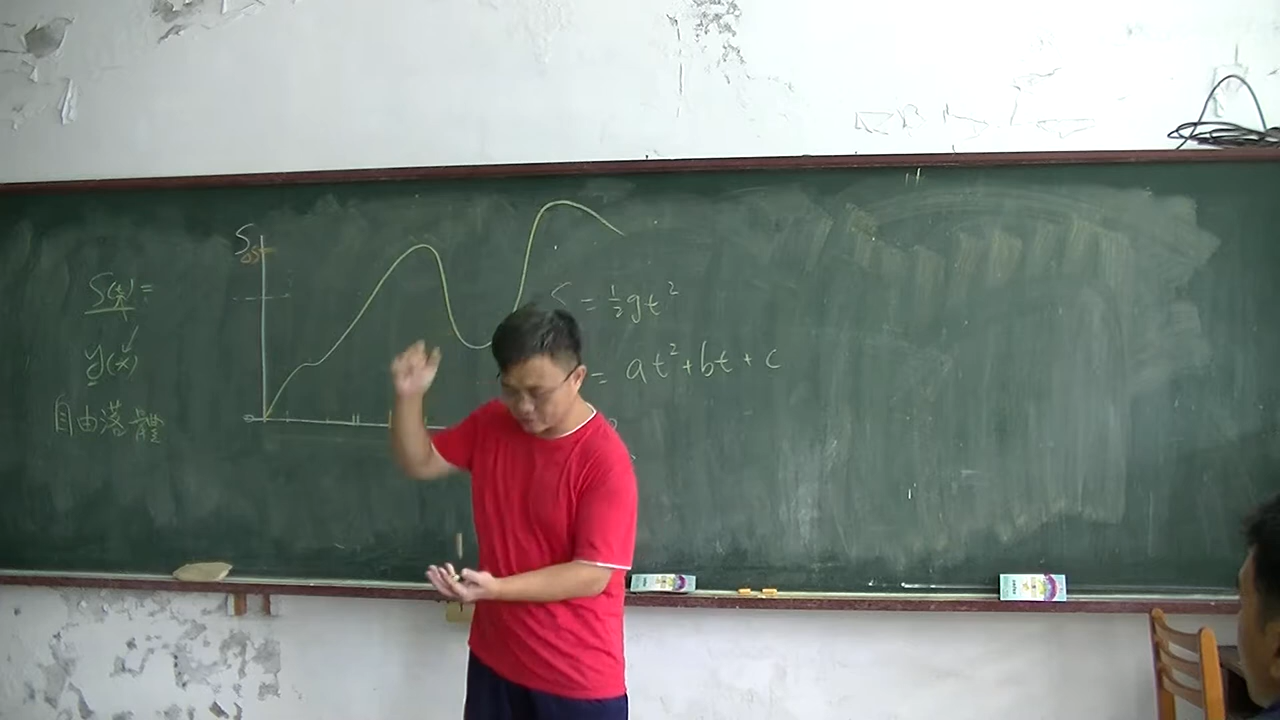 S
S(t)=
y(x)
自由落體
S = ½gt²
= at²+bt+c